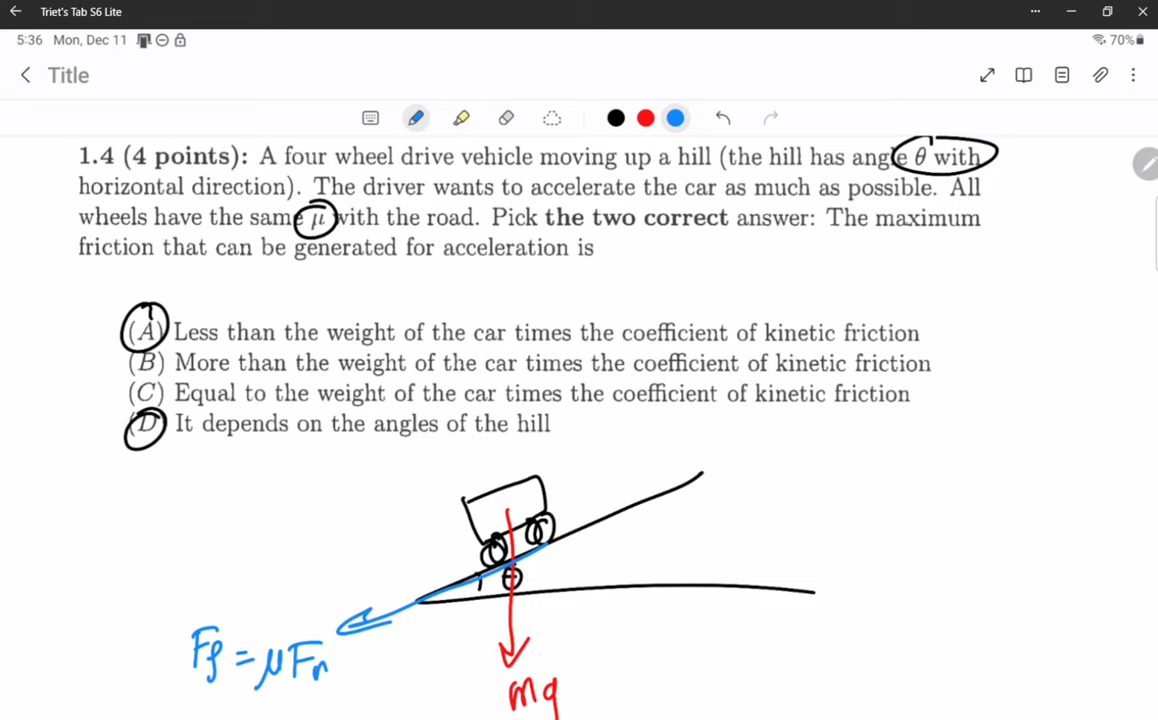 Triet's Tab S6 Lite
5:36 Mon, Dec 11 70%
Title
1.4 (4 points): A four wheel drive vehicle moving up a hill (the hill has angle θ with
horizontal direction). The driver wants to accelerate the car as much as possible. All
wheels have the same μ with the road. Pick the two correct answer: The maximum
friction that can be generated for acceleration is
(A) Less than the weight of the car times the coefficient of kinetic friction
(B) More than the weight of the car times the coefficient of kinetic friction
(C) Equal to the weight of the car times the coefficient of kinetic friction
(D) It depends on the angles of the hill
θ
Ff = μFn
mg